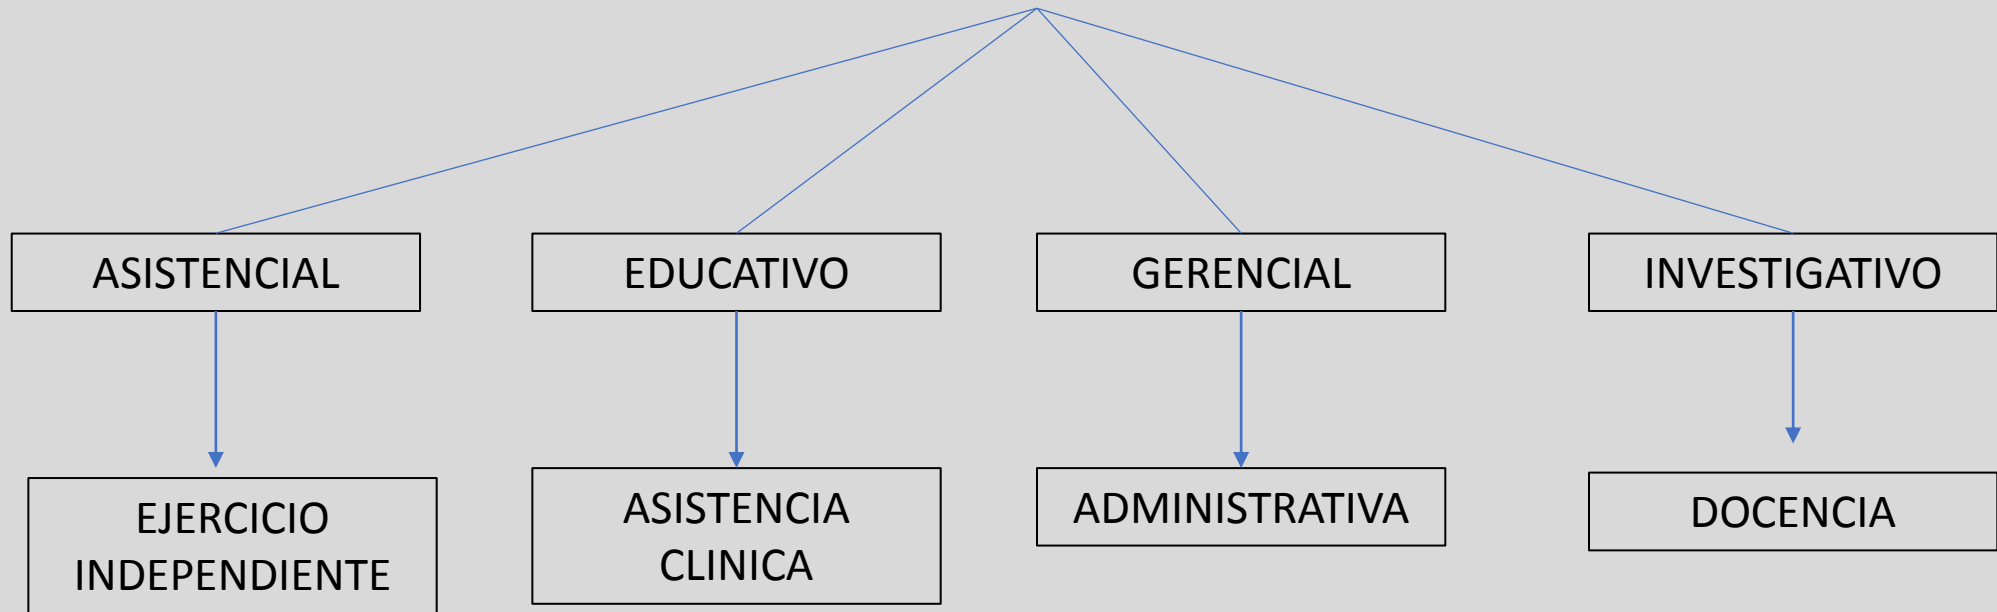 ASISTENCIAL
EDUCATIVO
GERENCIAL
INVESTIGATIVO
EJERCICIO
INDEPENDIENTE
ASISTENCIA
CLINICA
ADMINISTRATIVA
DOCENCIA